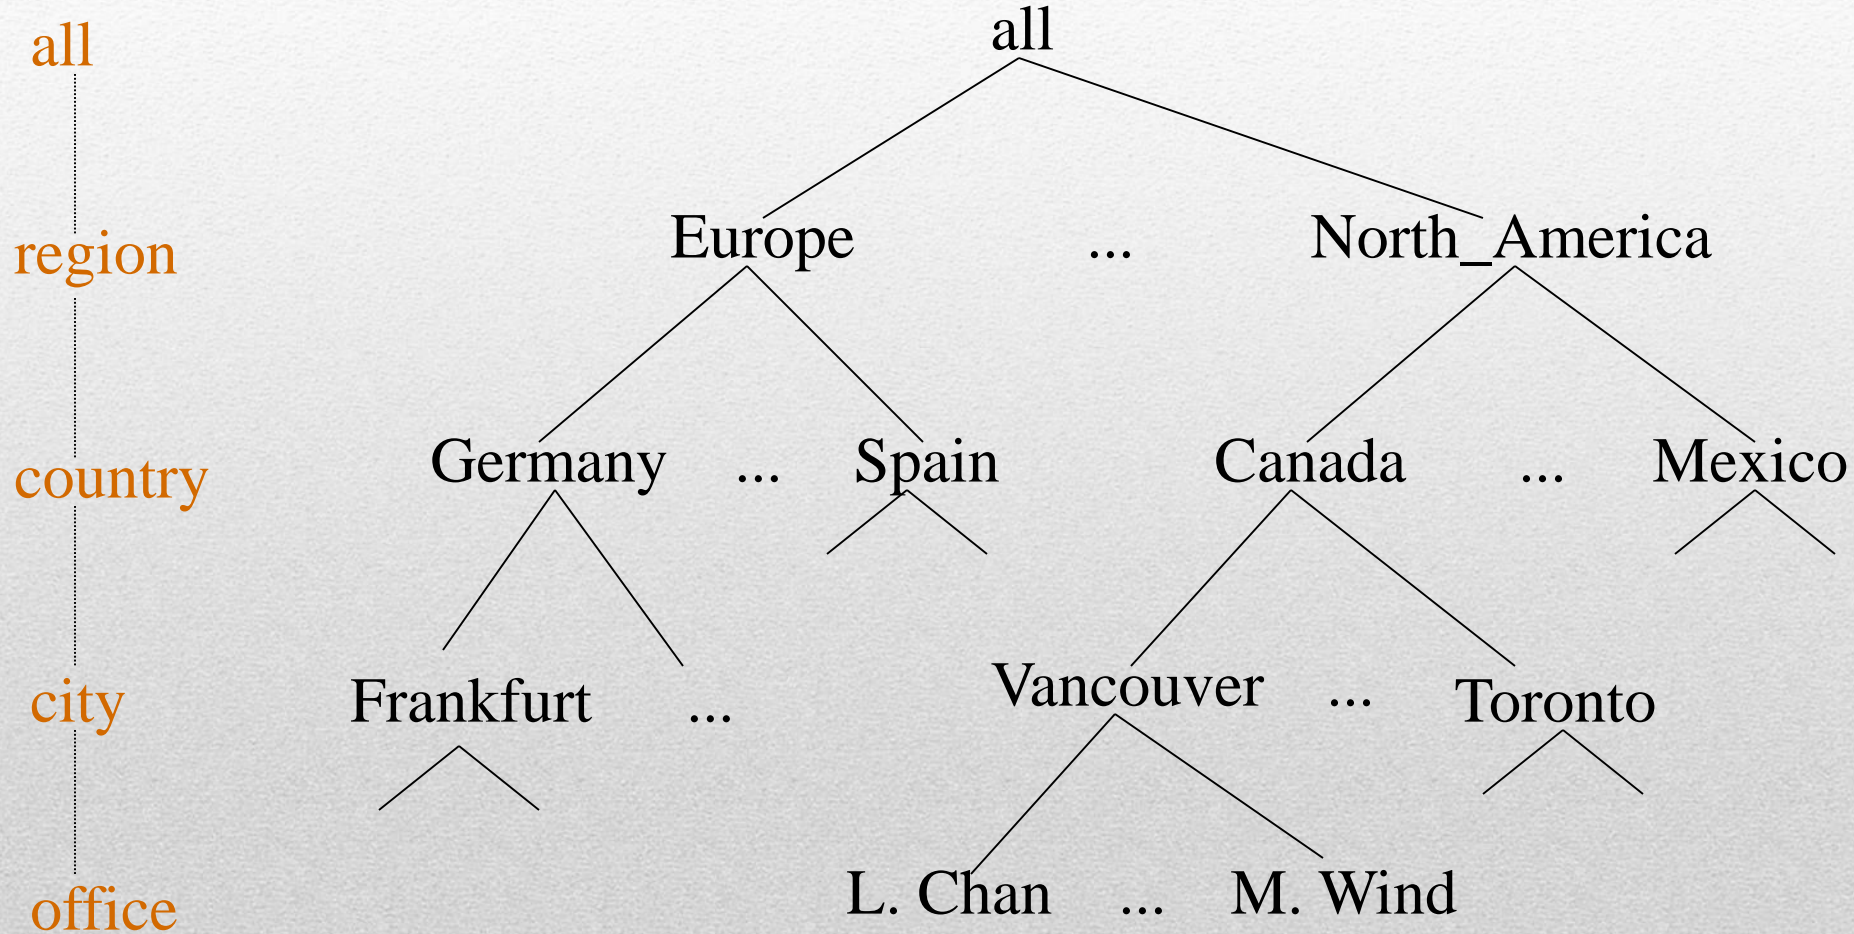 all all
region Europe ... North_America
country Germany ... Spain Canada ... Mexico
city Frankfurt ... Vancouver ... Toronto
office L. Chan ... M. Wind